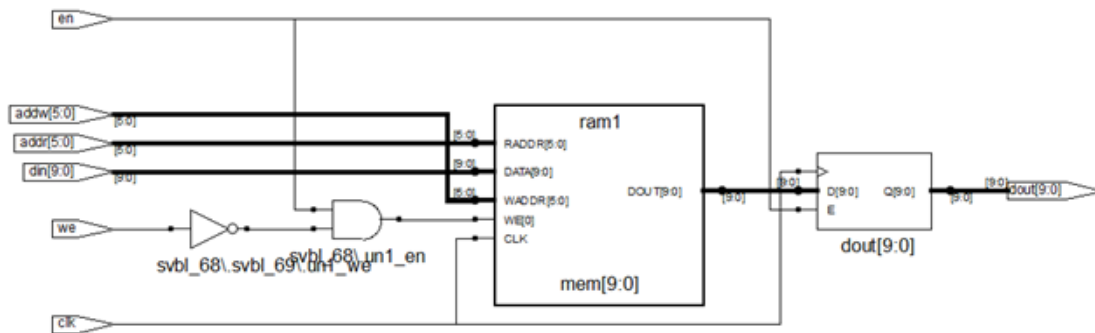 en
addw[5:0]
[5:0]
addr[5:0]
[5:0]
din[9:0]
[9:0]
we
clk
svbl_68\.svbl_69\.un1_we
svbl_68\.un1_en
ram1
[5:0]
RADDR[5:0]
[9:0]
DATA[9:0]
[5:0]
WADDR[5:0]
WE[0]
CLK
DOUT[9:0]
[9:0]
mem[9:0]
[9:0]
D[9:0]
Q[9:0]
E
[9:0]
[9:0]
dout[9:0]
dout[9:0]